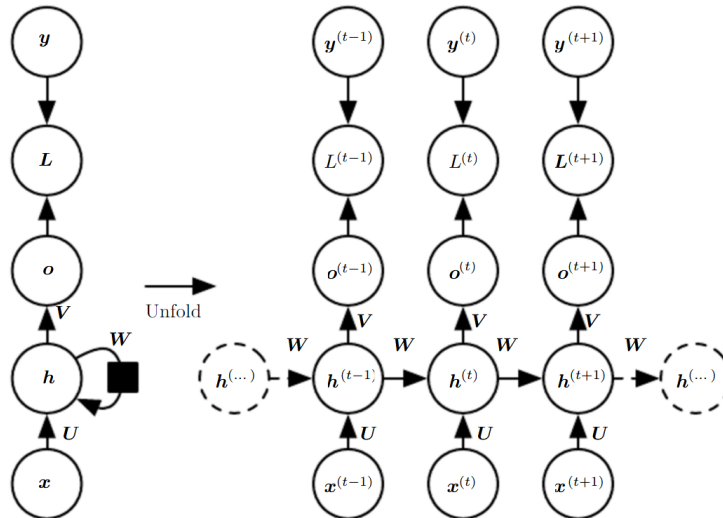 y y^(t−1) y^(t) y^(t+1)
L L^(t−1) L^(t) L^(t+1)
o o^(t−1) o^(t) o^(t+1)
Unfold
V V V V
W W W W W
h h^(...) h^(t−1) h^(t) h^(t+1) h^(...)
U U U U
x x^(t−1) x^(t) x^(t+1)